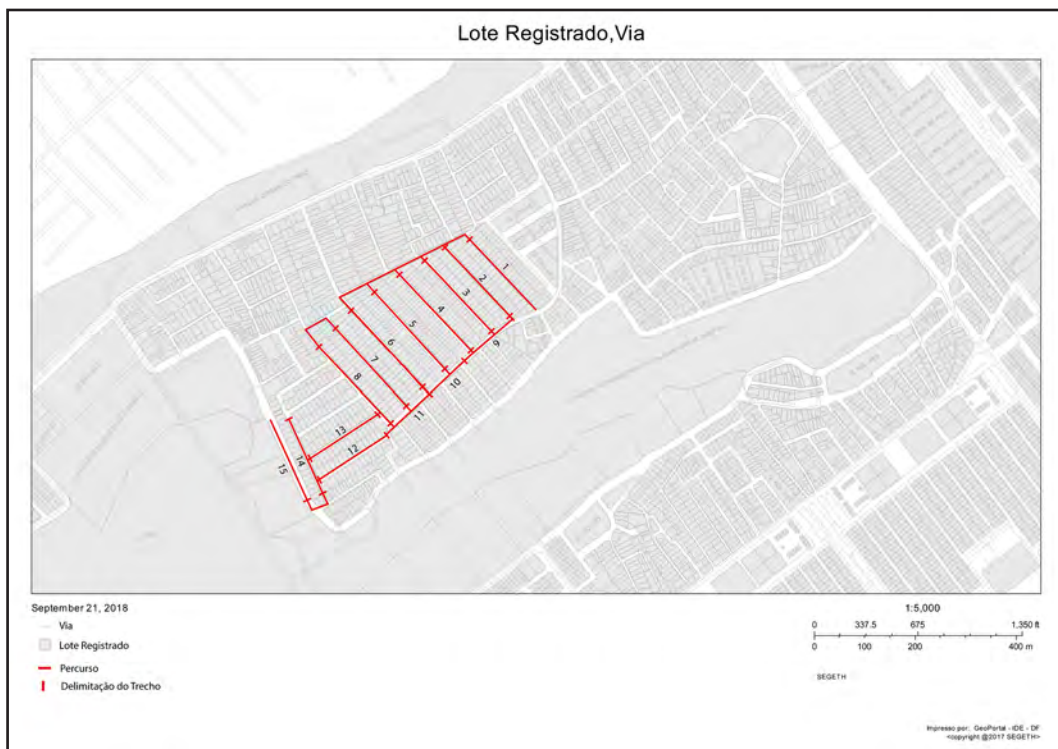 Lote Registrado,Via
1
2
3
4
5
6
7
8
9
10
11
12
13
14
15
September 21, 2018
Via
Lote Registrado
Percurso
Delimitação do Trecho
1:5,000
0 337.5 675 1,350 ft
0 100 200 400 m
SEGETH
Impresso por: GeoPortal - IDE - DF
<copyright @2017 SEGETH>